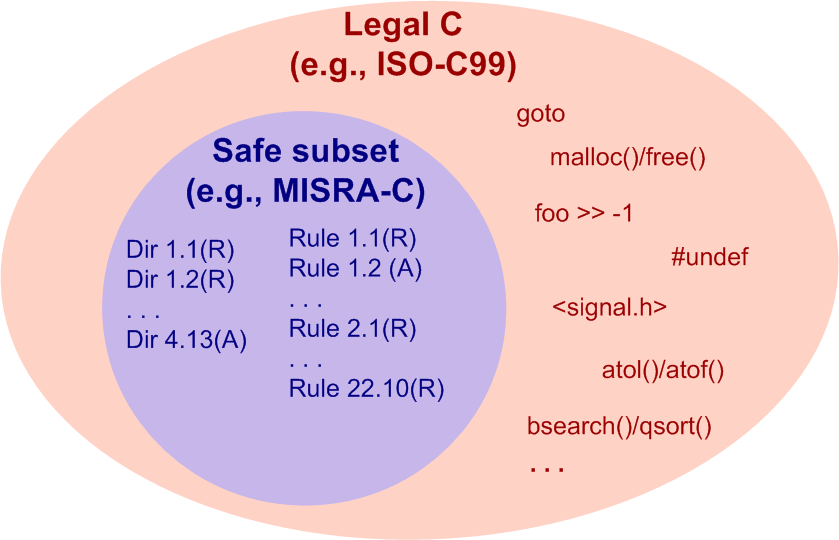 Legal C
(e.g., ISO-C99)
Safe subset
(e.g., MISRA-C)
Dir 1.1(R)
Dir 1.2(R)
. . .
Dir 4.13(A)
Rule 1.1(R)
Rule 1.2 (A)
. . .
Rule 2.1(R)
. . .
Rule 22.10(R)
goto
malloc()/free()
foo >> -1
#undef
<signal.h>
atol()/atof()
bsearch()/qsort()
. . .